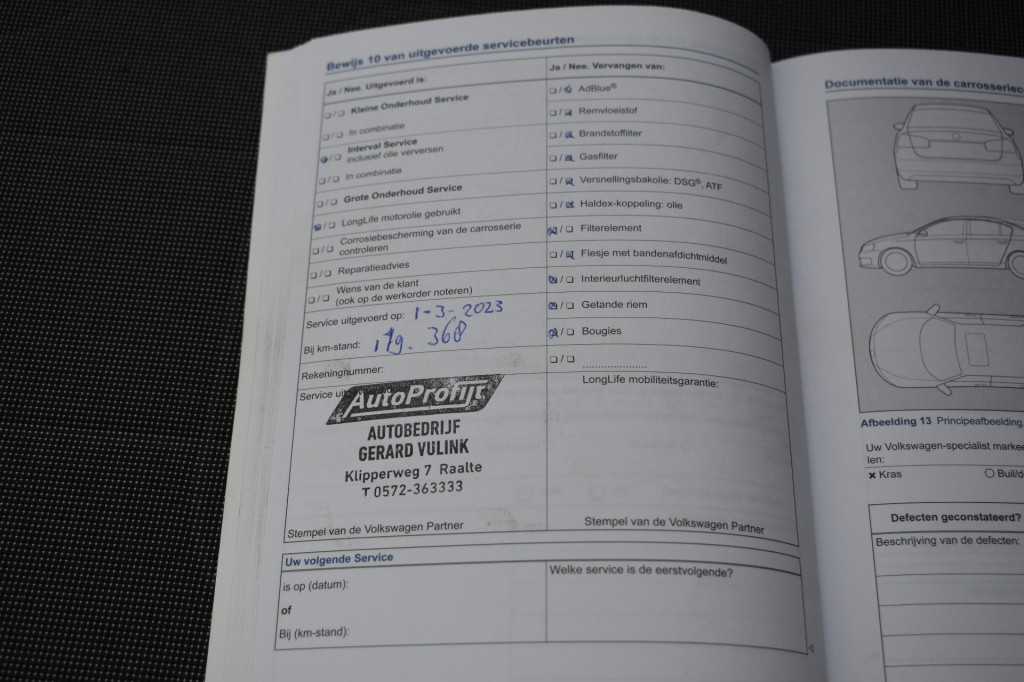 Bewijs 10 van uitgevoerde servicebeurten
Ja / Nee. Uitgevoerd is:
Kleine Onderhoud Service
In combinatie
Interval Service
inclusief olie verversen
In combinatie
Grote Onderhoud Service
LongLife motorolie gebruikt
Corrosiebescherming van de carrosserie
controleren
Reparatieadvies
Wens van de klant
(ook op de werkorder noteren)
Service uitgevoerd op: 1-3-2023
Bij km-stand: 179.368
Rekeningnummer:
Service uit
AutoProfijt
AUTOBEDRIJF
GERARD VULINK
Klipperweg 7 Raalte
T 0572-363333
Stempel van de Volkswagen Partner
Ja / Nee. Vervangen van:
AdBlue®
Remvloeistof
Brandstoffilter
Gasfilter
Versnellingsbakolie: DSG®, ATF
Haldex-koppeling: olie
Filterelement
Flesje met bandenafdichtmiddel
Interieurluchtfilterelement
Getande riem
Bougies
......................
LongLife mobiliteitsgarantie:
Stempel van de Volkswagen Partner
Uw volgende Service
is op (datum):
of
Bij (km-stand):
Welke service is de eerstvolgende?
Documentatie van de carrosseriec
Afbeelding 13 Principeafbeelding
Uw Volkswagen-specialist markee
len:
Kras
Buil/d
Defecten geconstateerd?
Beschrijving van de defecten: